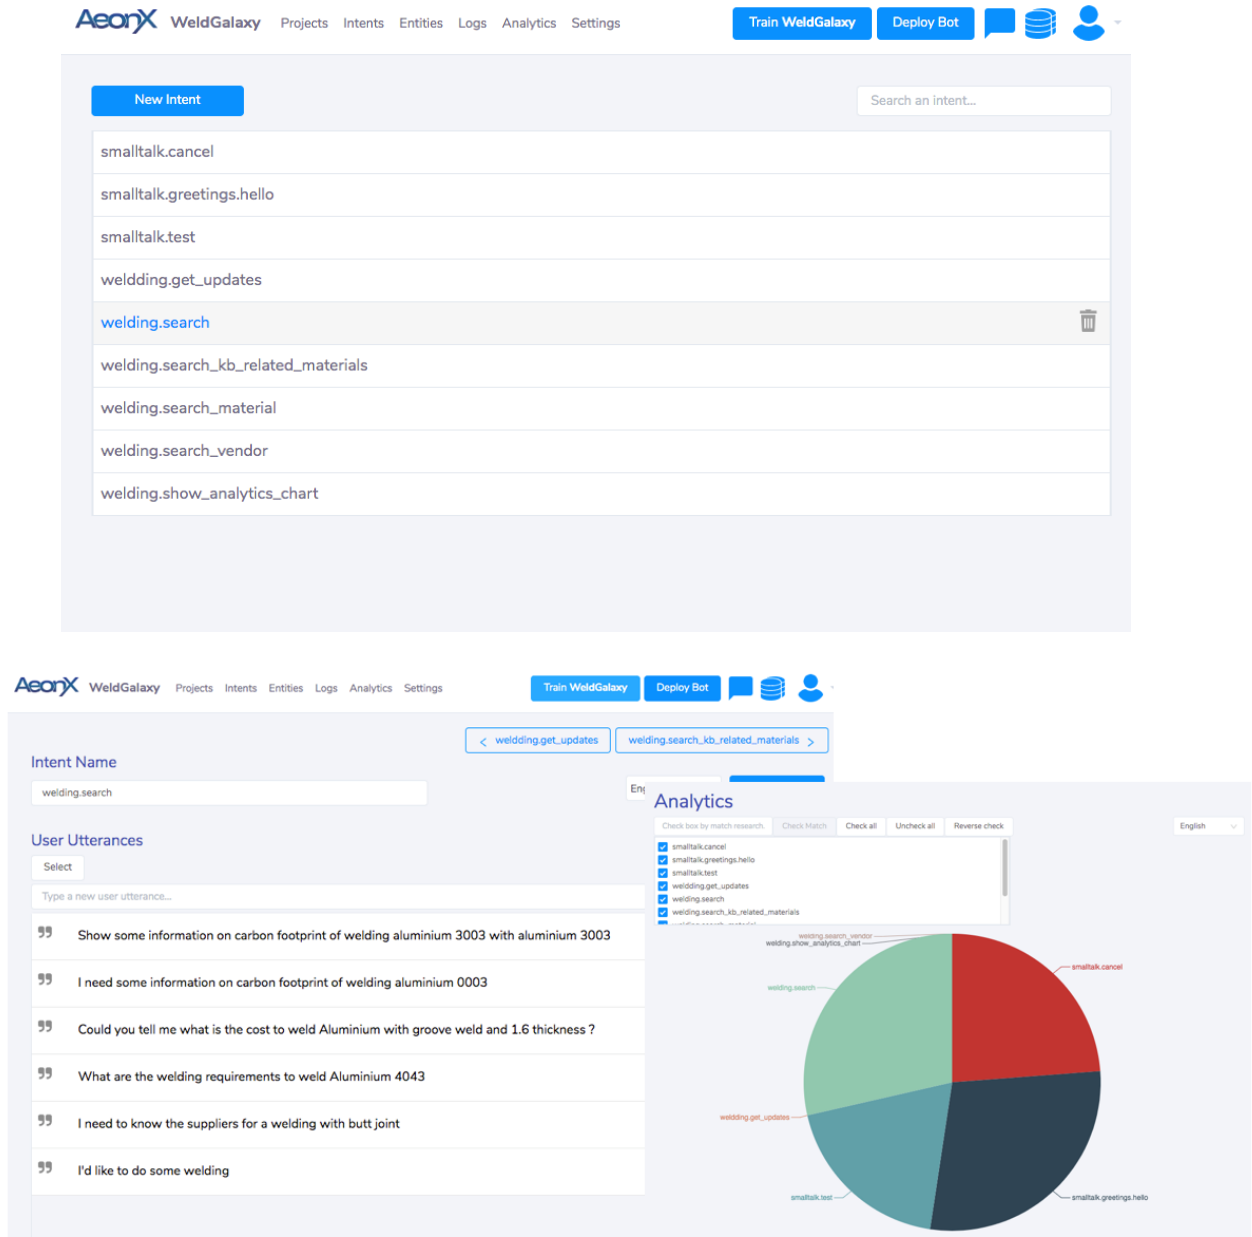 AeonX WeldGalaxy Projects Intents Entities Logs Analytics Settings Train WeldGalaxy Deploy Bot
New Intent Search an intent...
smalltalk.cancel
smalltalk.greetings.hello
smalltalk.test
weldding.get_updates
welding.search
welding.search_kb_related_materials
welding.search_material
welding.search_vendor
welding.show_analytics_chart
AeonX WeldGalaxy Projects Intents Entities Logs Analytics Settings Train WeldGalaxy Deploy Bot
< weldding.get_updates welding.search_kb_related_materials >
Intent Name
welding.search
User Utterances
Select
Type a new user utterance...
Show some information on carbon footprint of welding aluminium 3003 with aluminium 3003
I need some information on carbon footprint of welding aluminium 0003
Could you tell me what is the cost to weld Aluminium with groove weld and 1.6 thickness ?
What are the welding requirements to weld Aluminium 4043
I need to know the suppliers for a welding with butt joint
I'd like to do some welding
Analytics
Check box by match research. Check Match Check all Uncheck all Reverse check English
smalltalk.cancel
smalltalk.greetings.hello
smalltalk.test
weldding.get_updates
welding.search
welding.search_kb_related_materials
welding.search_vendor
welding.show_analytics_chart
smalltalk.cancel
welding.search
weldding.get_updates
smalltalk.test
smalltalk.greetings.hello